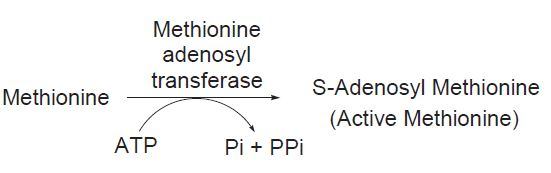 Methionine
adenosyl
transferase
Methionine
S-Adenosyl Methionine
(Active Methionine)
ATP
Pi + PPi